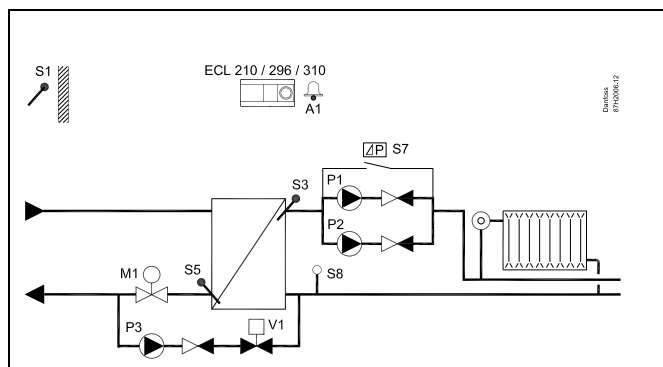 S1
ECL 210 / 296 / 310
A1
Danfoss
87H2006.12
P S7
P1
S3
P2
M1
S5
S8
P3
V1